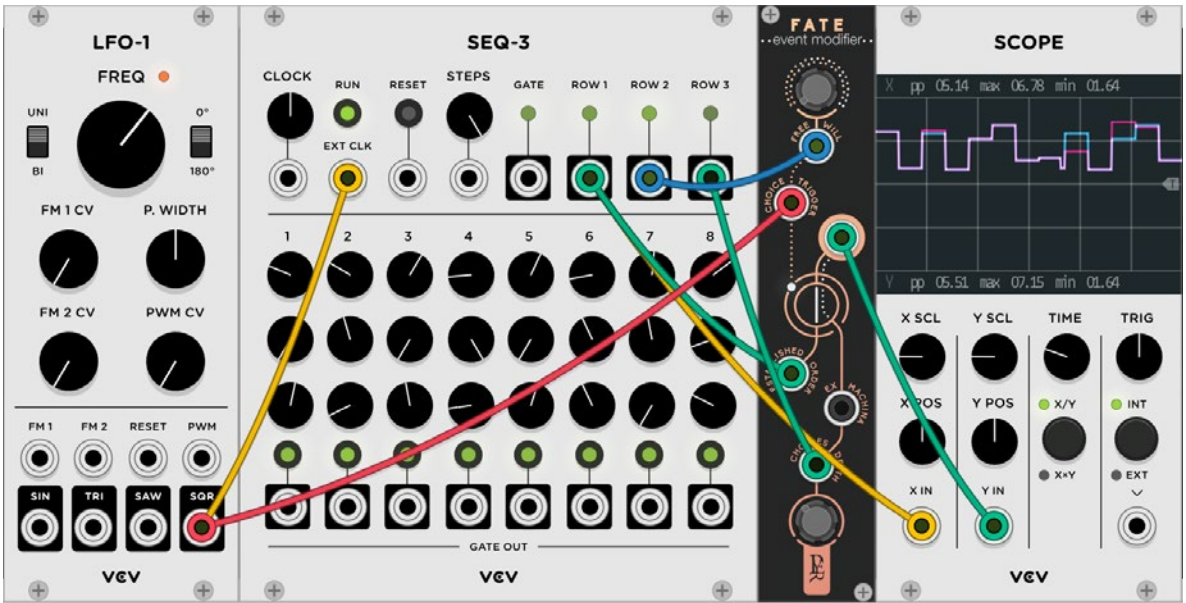 LFO-1
FREQ
UNI
0°
BI
180°
FM 1 CV
P. WIDTH
FM 2 CV
PWM CV
FM 1
FM 2
RESET
PWM
SIN
TRI
SAW
SQR
VCV
SEQ-3
CLOCK
RUN
RESET
STEPS
GATE
ROW 1
ROW 2
ROW 3
EXT CLK
1 2 3 4 5 6 7 8
GATE OUT
VCV
FATE
event modifier
FREE WILL
CHOICE TRIGGER
ORDER
EX MACHINA
SCOPE
X pp 05.14 max 06.78 min 01.64
T
Y pp 05.51 max 07.15 min 01.64
X SCL
Y SCL
TIME
TRIG
X POS
Y POS
X/Y
INT
X×Y
EXT
X IN
Y IN
VCV